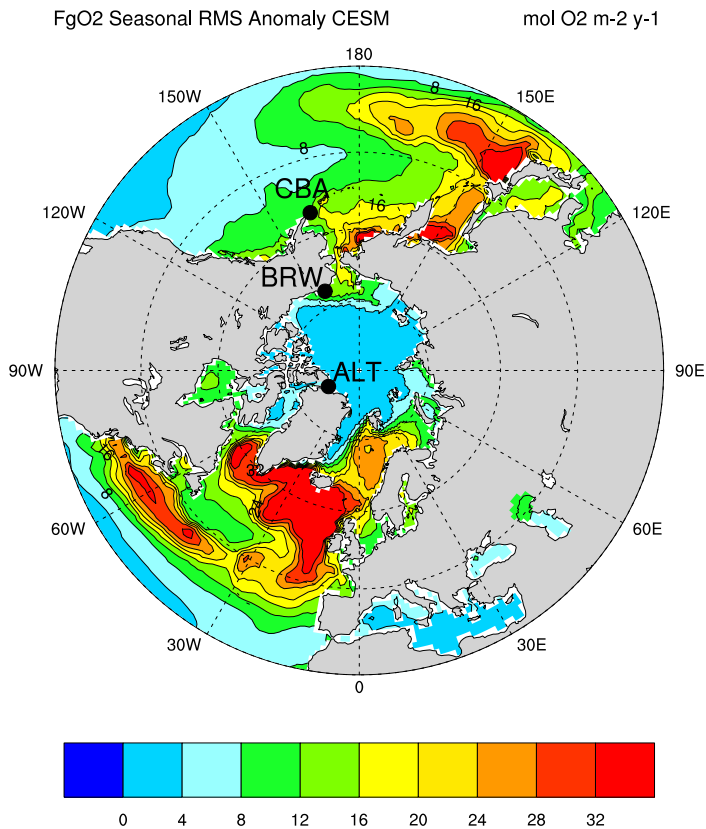 FgO2 Seasonal RMS Anomaly CESM mol O2 m-2 y-1
180
150W 150E
8
16
8
CBA
120W 120E
16
BRW
ALT
90W 90E
8
60W 60E
30W 30E
0
0 4 8 12 16 20 24 28 32